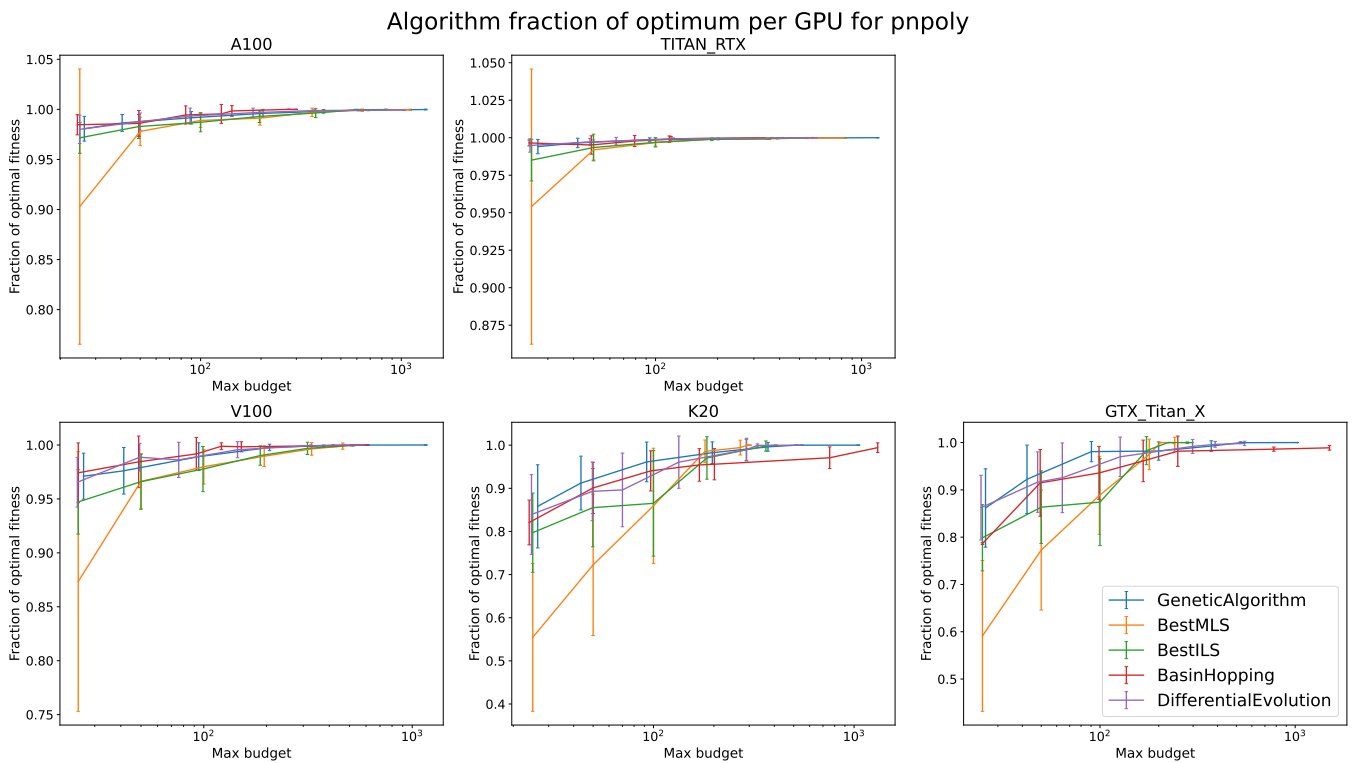 Algorithm fraction of optimum per GPU for pnpoly
A100
Fraction of optimal fitness
1.05
1.00
0.95
0.90
0.85
0.80
10²
10³
Max budget
TITAN_RTX
Fraction of optimal fitness
1.050
1.025
1.000
0.975
0.950
0.925
0.900
0.875
10²
10³
Max budget
V100
Fraction of optimal fitness
1.00
0.95
0.90
0.85
0.80
0.75
10²
10³
Max budget
K20
Fraction of optimal fitness
1.0
0.9
0.8
0.7
0.6
0.5
0.4
10²
10³
Max budget
GTX_Titan_X
Fraction of optimal fitness
1.0
0.9
0.8
0.7
0.6
0.5
10²
10³
Max budget
GeneticAlgorithm
BestMLS
BestILS
BasinHopping
DifferentialEvolution